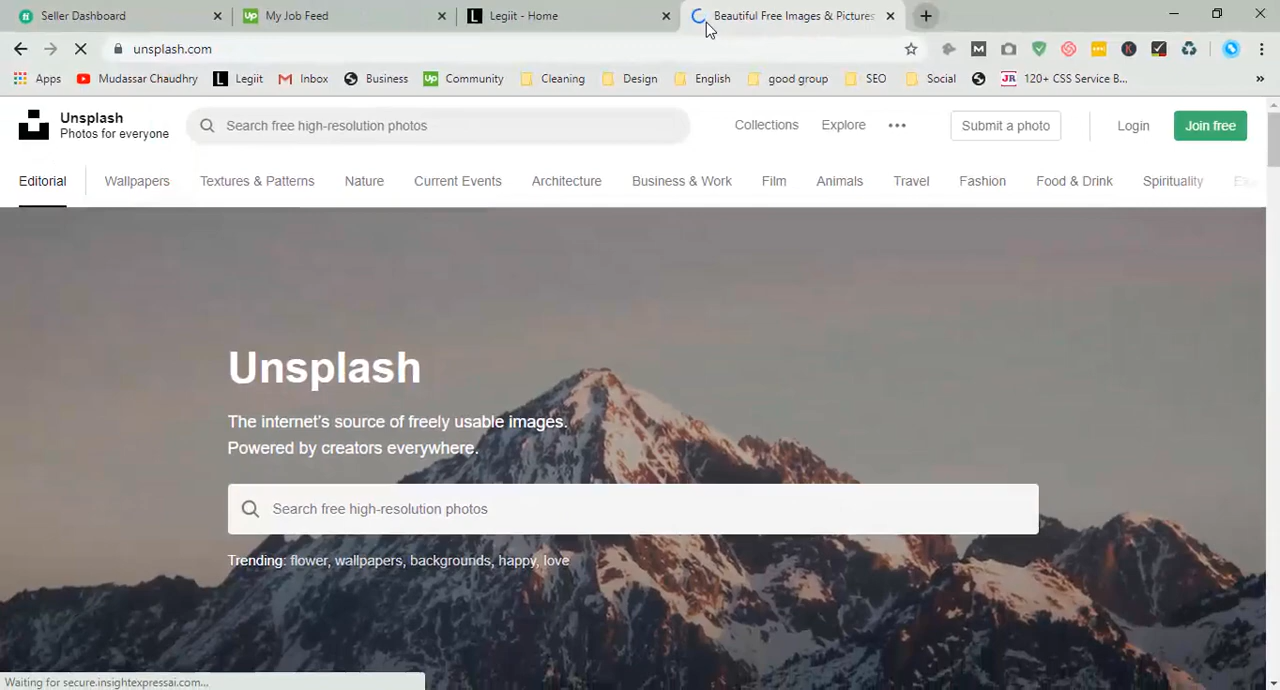 Seller Dashboard
My Job Feed
Legiit - Home
Beautiful Free Images & Pictures
unsplash.com
Apps
Mudassar Chaudhry
Legiit
Inbox
Business
Community
Cleaning
Design
English
good group
SEO
Social
120+ CSS Service B...
Unsplash
Photos for everyone
Search free high-resolution photos
Collections
Explore
Submit a photo
Login
Join free
Editorial
Wallpapers
Textures & Patterns
Nature
Current Events
Architecture
Business & Work
Film
Animals
Travel
Fashion
Food & Drink
Spirituality
Unsplash
The internet's source of freely usable images.
Powered by creators everywhere.
Search free high-resolution photos
Trending: flower, wallpapers, backgrounds, happy, love
Waiting for secure.insightexpressai.com...